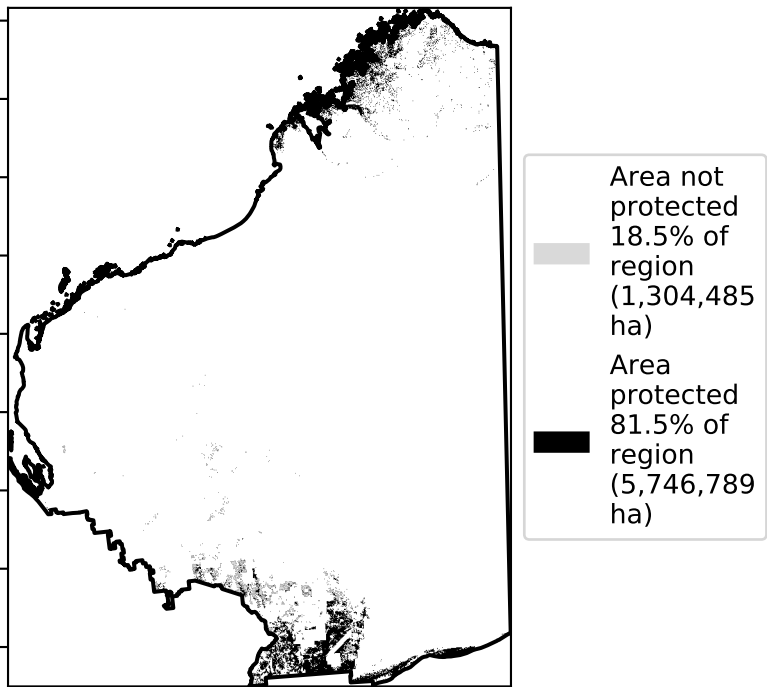 Area not
protected
18.5% of
region
(1,304,485
ha)
Area
protected
81.5% of
region
(5,746,789
ha)